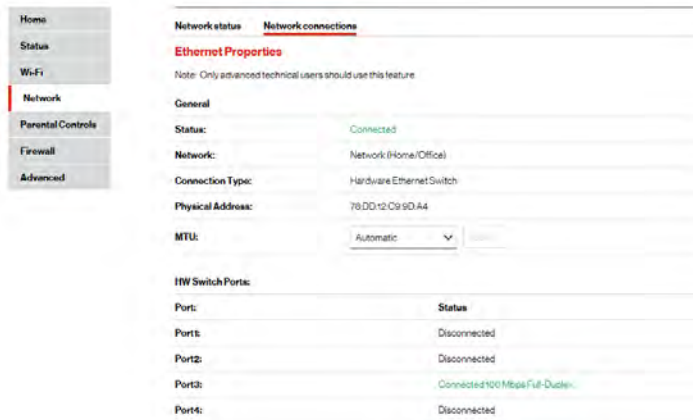 Home
Status
Wi-Fi
Network
Parental Controls
Firewall
Advanced
Network status Network connections
Ethernet Properties
Note: Only advanced technical users should use this feature
General
Status: Connected
Network: Network (Home/Office)
Connection Type: Hardware Ethernet Switch
Physical Address: 78:DD:12:C9:9D:A4
MTU: Automatic
HW Switch Ports:
Port: Status
Port1: Disconnected
Port2: Disconnected
Port3: Connected 100 Mbps Full-Duplex
Port4: Disconnected